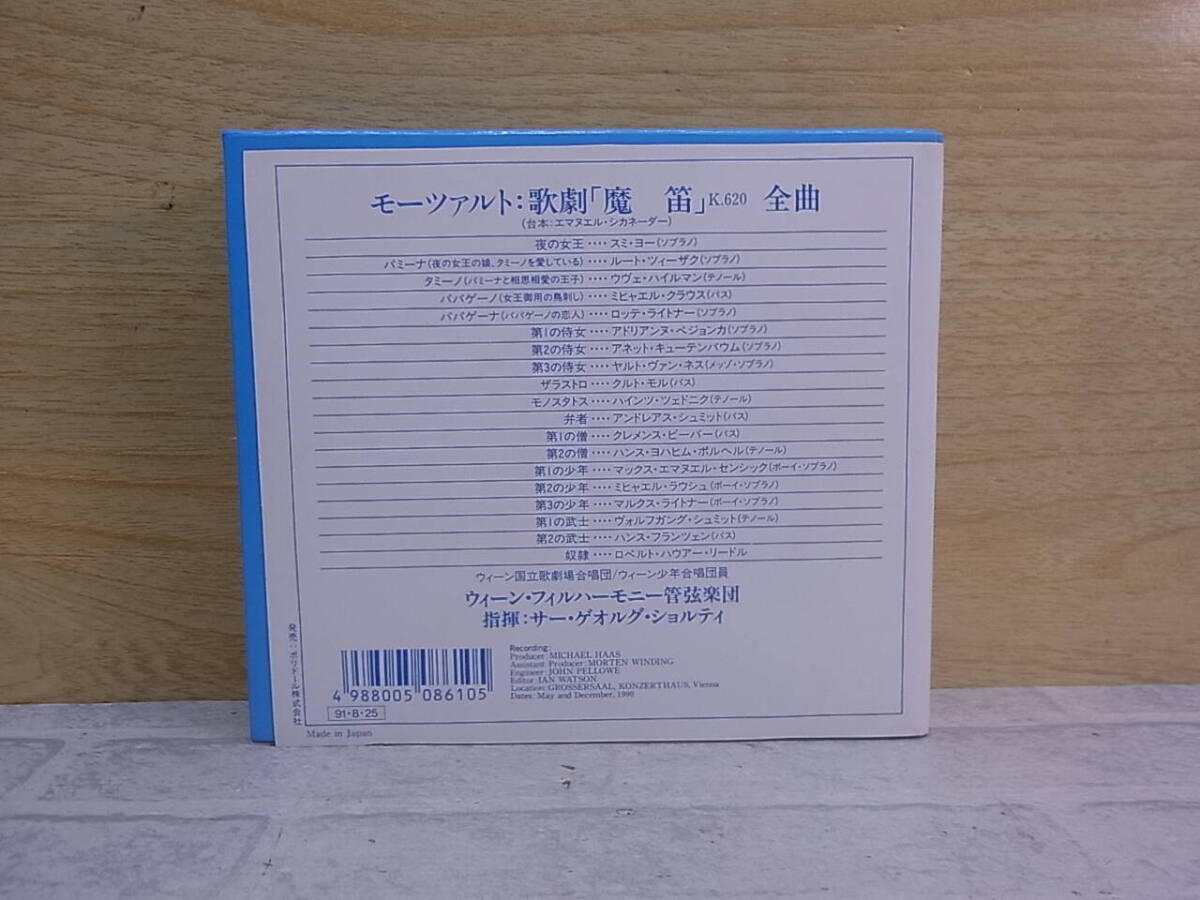 モーツァルト：歌劇「魔　笛」K.620　全曲
（台本：エマヌエル・シカネーダー）
夜の女王‥‥スミ・ヨー（ソプラノ）
パミーナ（夜の女王の娘、タミーノを愛している）‥‥ルート・ツィーザク（ソプラノ）
タミーノ（パミーナと相思相愛の王子）‥‥ウヴェ・ハイルマン（テノール）
パパゲーノ（女王御用の鳥刺し）‥‥ミヒャエル・クラウス（バス）
パパゲーナ（パパゲーノの恋人）‥‥ロッテ・ライトナー（ソプラノ）
第1の侍女‥‥アドリアンヌ・ペジョンカ（ソプラノ）
第2の侍女‥‥アネット・キューテンバウム（ソプラノ）
第3の侍女‥‥ヤルト・ヴァン・ネス（メッゾ・ソプラノ）
ザラストロ‥‥クルト・モル（バス）
モノスタトス‥‥ハインツ・ツェドニク（テノール）
弁者‥‥アンドレアス・シュミット（バス）
第1の僧‥‥クレメンス・ビーバー（バス）
第2の僧‥‥ハンス・ヨハヒム・ポルヘル（テノール）
第1の少年‥‥マックス・エマヌエル・センシック（ボーイ・ソプラノ）
第2の少年‥‥ミヒャエル・ラウシュ（ボーイ・ソプラノ）
第3の少年‥‥マルクス・ライトナー（ボーイ・ソプラノ）
第1の武士‥‥ヴォルフガング・シュミット（テノール）
第2の武士‥‥ハンス・フランツェン（バス）
奴隷‥‥ロベルト・ハウアー・リードル
ウィーン国立歌劇場合唱団/ウィーン少年合唱団員
ウィーン・フィルハーモニー管弦楽団
指揮：サー・ゲオルグ・ショルティ
Recording:
Producer: MICHAEL HAAS
Assistant Producer: MORTEN WINDING
Engineer: JOHN PELLOWE
Editor: IAN WATSON
Location: GROSSERSAAL, KONZERTHAUS, Vienna
Dates: May and December, 1990
4 988005 086105
91・8・25
Made in Japan
発売：ポリドール株式会社